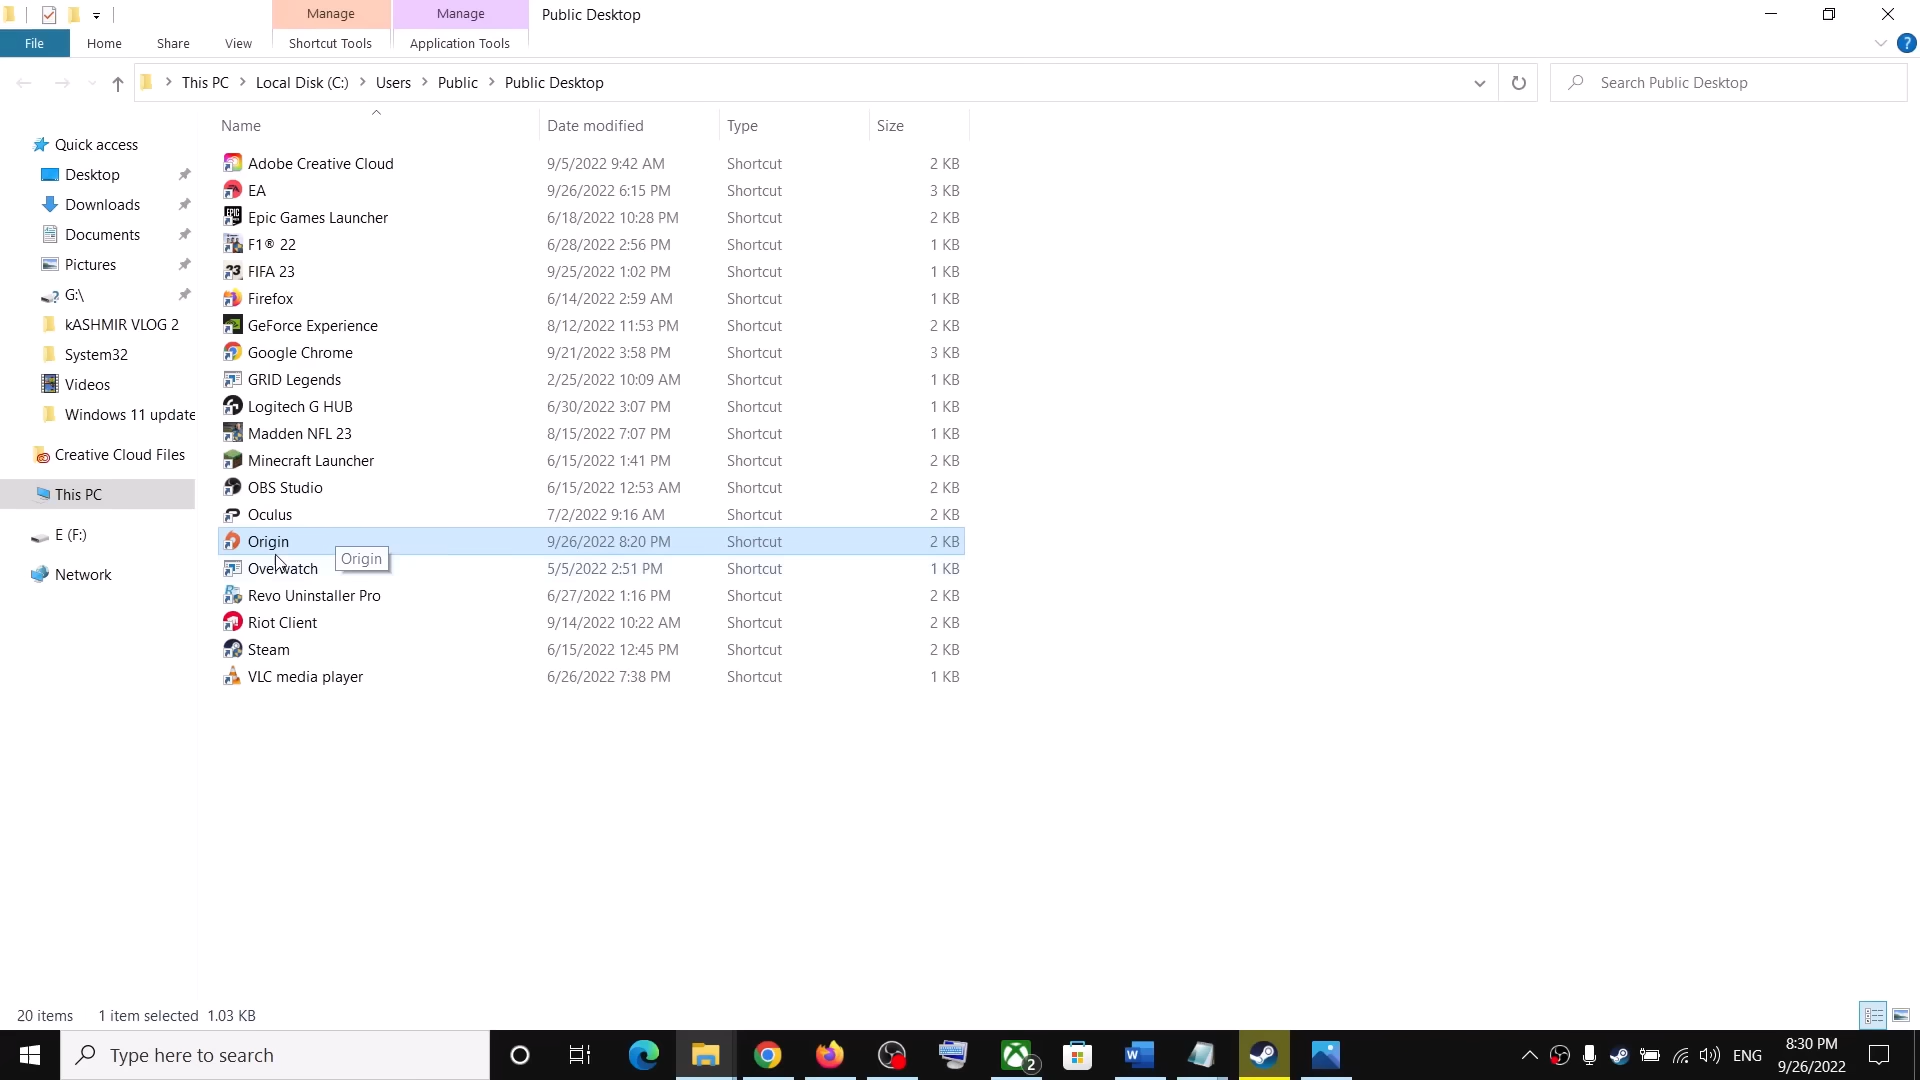 Manage
Manage
Public Desktop
File
Home
Share
View
Shortcut Tools
Application Tools
?
This PC
Local Disk (C:)
Users
Public
Public Desktop
Search Public Desktop
Name
Date modified
Type
Size
Quick access
Desktop
Downloads
Documents
Pictures
G:\
kASHMIR VLOG 2
System32
Videos
Windows 11 update
Creative Cloud Files
This PC
E (F:)
Network
Adobe Creative Cloud 9/5/2022 9:42 AM Shortcut 2 KB
EA 9/26/2022 6:15 PM Shortcut 3 KB
Epic Games Launcher 6/18/2022 10:28 PM Shortcut 2 KB
F1® 22 6/28/2022 2:56 PM Shortcut 1 KB
FIFA 23 9/25/2022 1:02 PM Shortcut 1 KB
Firefox 6/14/2022 2:59 AM Shortcut 1 KB
GeForce Experience 8/12/2022 11:53 PM Shortcut 2 KB
Google Chrome 9/21/2022 3:58 PM Shortcut 3 KB
GRID Legends 2/25/2022 10:09 AM Shortcut 1 KB
Logitech G HUB 6/30/2022 3:07 PM Shortcut 1 KB
Madden NFL 23 8/15/2022 7:07 PM Shortcut 1 KB
Minecraft Launcher 6/15/2022 1:41 PM Shortcut 2 KB
OBS Studio 6/15/2022 12:53 AM Shortcut 2 KB
Oculus 7/2/2022 9:16 AM Shortcut 2 KB
Origin 9/26/2022 8:20 PM Shortcut 2 KB
Origin
Overwatch 5/5/2022 2:51 PM Shortcut 1 KB
Revo Uninstaller Pro 6/27/2022 1:16 PM Shortcut 2 KB
Riot Client 9/14/2022 10:22 AM Shortcut 2 KB
Steam 6/15/2022 12:45 PM Shortcut 2 KB
VLC media player 6/26/2022 7:38 PM Shortcut 1 KB
20 items 1 item selected 1.03 KB
Type here to search
2
ENG
8:30 PM
9/26/2022